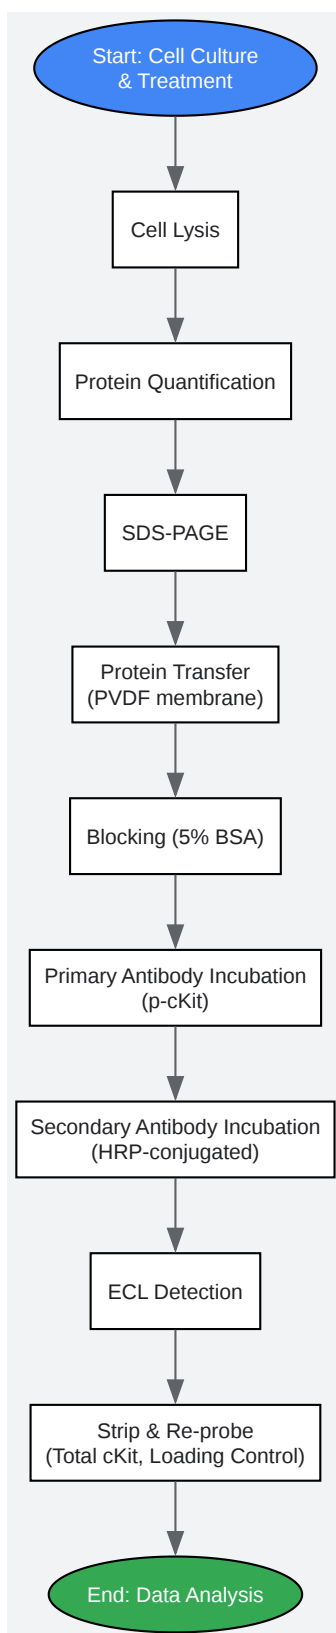 Start: Cell Culture
& Treatment
Cell Lysis
Protein Quantification
SDS-PAGE
Protein Transfer
(PVDF membrane)
Blocking (5% BSA)
Primary Antibody Incubation
(p-cKit)
Secondary Antibody Incubation
(HRP-conjugated)
ECL Detection
Strip & Re-probe
(Total cKit, Loading Control)
End: Data Analysis